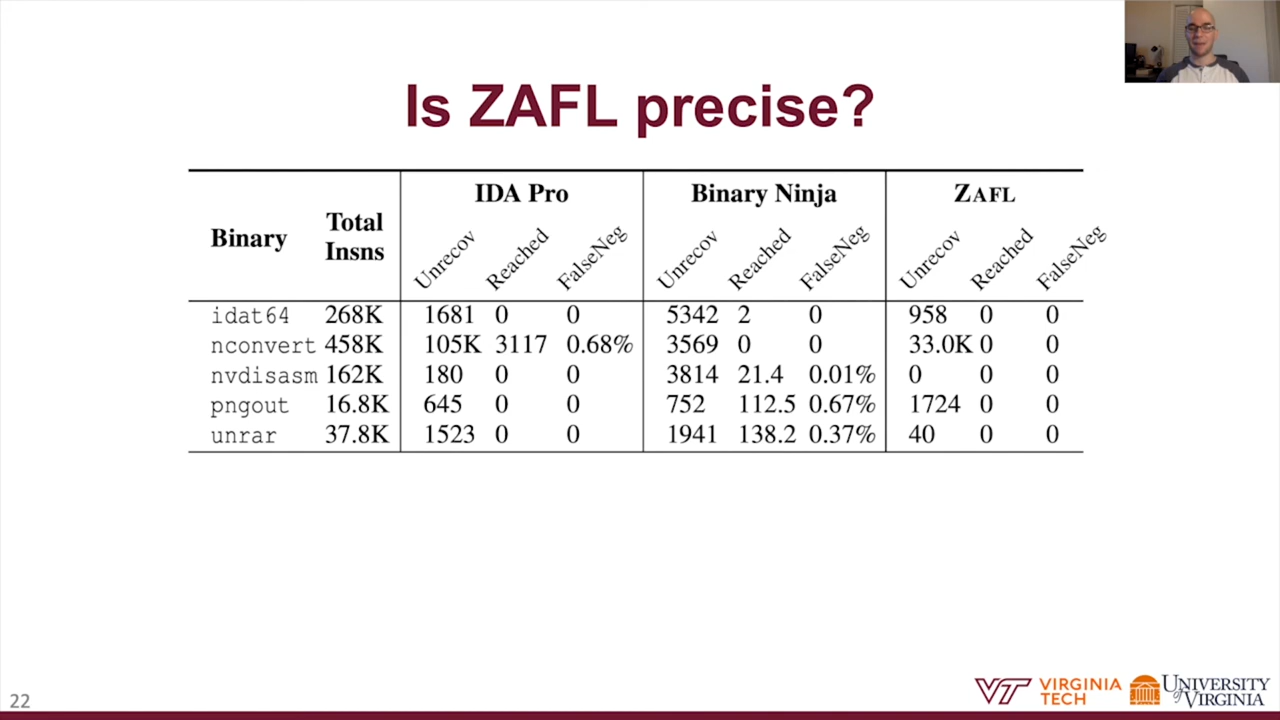 Is ZAFL precise?
Binary Total Insns IDA Pro Binary Ninja ZAFL
Unrecov Reached FalseNeg Unrecov Reached FalseNeg Unrecov Reached FalseNeg
idat64 268K 1681 0 0 5342 2 0 958 0 0
nconvert 458K 105K 3117 0.68% 3569 0 0 33.0K 0 0
nvdisasm 162K 180 0 0 3814 21.4 0.01% 0 0 0
pngout 16.8K 645 0 0 752 112.5 0.67% 1724 0 0
unrar 37.8K 1523 0 0 1941 138.2 0.37% 40 0 0
22
VT VIRGINIA TECH
UNIVERSITY of VIRGINIA